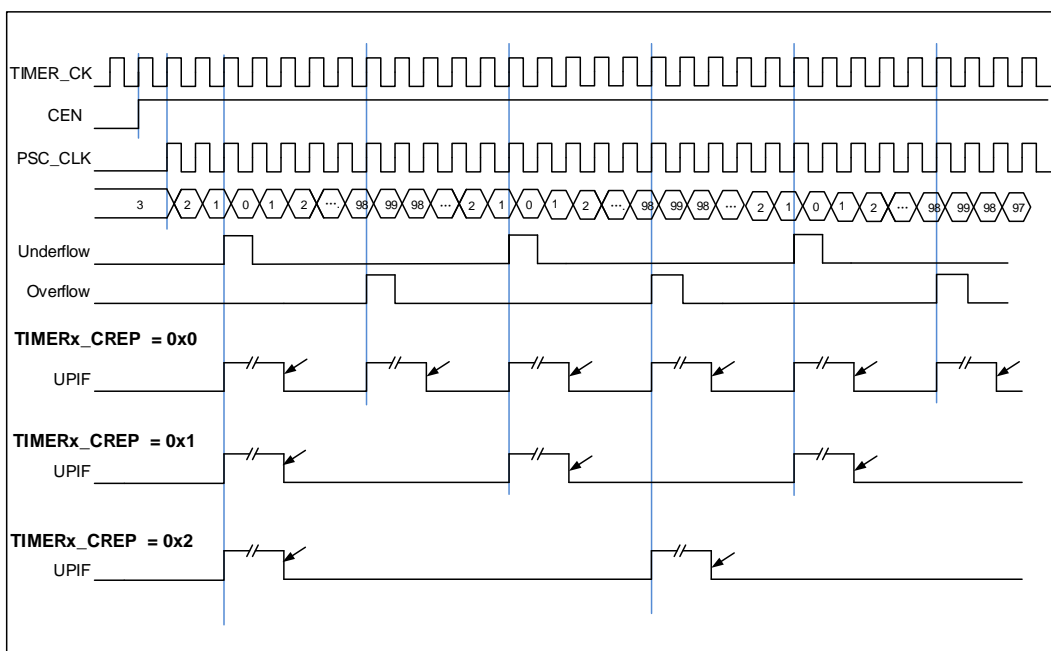 TIMER_CK
CEN
PSC_CLK
3 2 1 0 1 2 ... 98 99 98 ... 2 1 0 1 2 ... 98 99 98 ... 2 1 0 1 2 ... 98 99 98 97
Underflow
Overflow
TIMERx_CREP = 0x0
UPIF
TIMERx_CREP = 0x1
UPIF
TIMERx_CREP = 0x2
UPIF